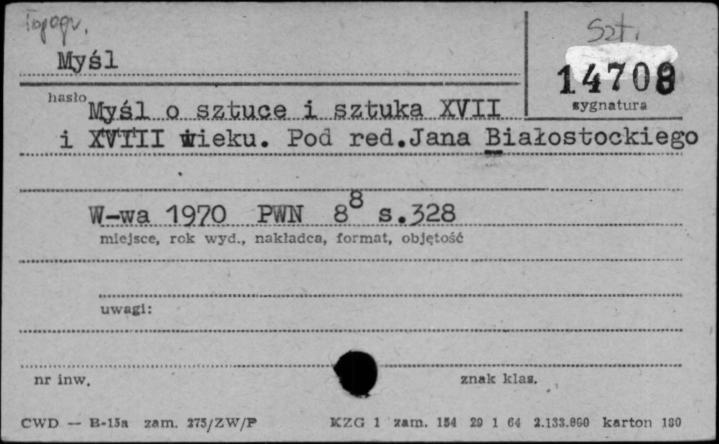 Topogr.
Szt.
Myśl
14708
hasło
sygnatura
Myśl o sztuce i sztuka XVII
i XVIII wieku. Pod red.Jana Białostockiego
W-wa 1970 PWN 8⁸ s.328
miejsce, rok wyd., nakładca, format, objętość
uwagi:
nr inw.
znak klas.
CWD — B-15a zam. 275/ZW/P
KZG 1 zam. 154 29 1 64 2.133.000 karton 180